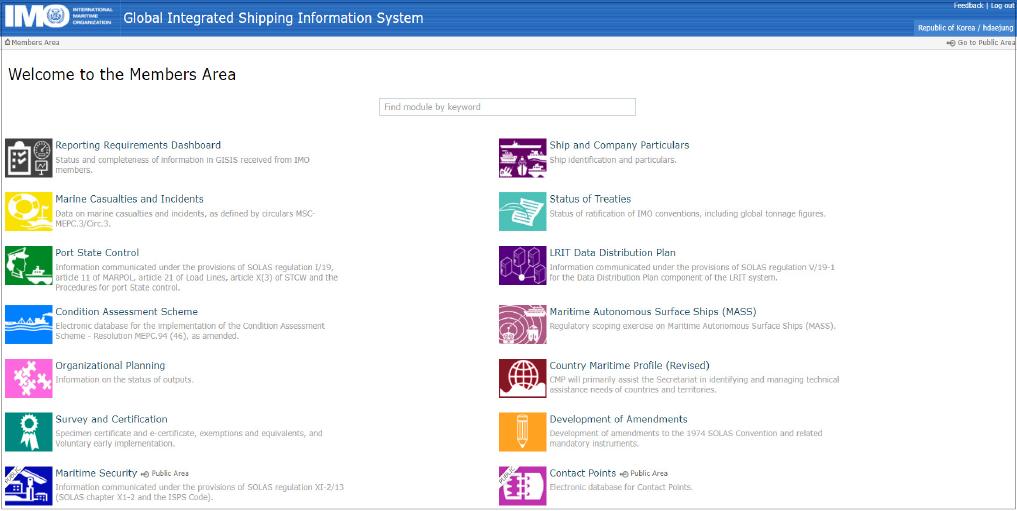 IMO INTERNATIONAL MARITIME ORGANIZATION Global Integrated Shipping Information System
Feedback | Log out
Republic of Korea / hdaejung
Members Area
Go to Public Area
Welcome to the Members Area
Find module by keyword
Reporting Requirements Dashboard
Status and completeness of information in GISIS received from IMO
members.
Ship and Company Particulars
Ship identification and particulars.
Marine Casualties and Incidents
Data on marine casualties and incidents, as defined by circulars MSC-
MEPC.3/Circ.3.
Status of Treaties
Status of ratification of IMO conventions, including global tonnage figures.
Port State Control
Information communicated under the provisions of SOLAS regulation I/19,
article 11 of MARPOL, article 21 of Load Lines, article X(3) of STCW and the
Procedures for port State control.
LRIT Data Distribution Plan
Information communicated under the provisions of SOLAS regulation V/19-1
for the Data Distribution Plan component of the LRIT system.
Condition Assessment Scheme
Electronic database for the implementation of the Condition Assessment
Scheme - Resolution MEPC.94 (46), as amended.
Maritime Autonomous Surface Ships (MASS)
Regulatory scoping exercise on Maritime Autonomous Surface Ships (MASS).
Organizational Planning
Information on the status of outputs.
Country Maritime Profile (Revised)
CMP will primarily assist the Secretariat in identifying and managing technical
assistance needs of countries and territories.
Survey and Certification
Specimen certificate and e-certificate, exemptions and equivalents, and
Voluntary early implementation.
Development of Amendments
Development of amendments to the 1974 SOLAS Convention and related
mandatory instruments.
PUBLIC
Maritime Security Public Area
Information communicated under the provisions of SOLAS regulation XI-2/13
(SOLAS chapter X1-2 and the ISPS Code).
PUBLIC
Contact Points Public Area
Electronic database for Contact Points.